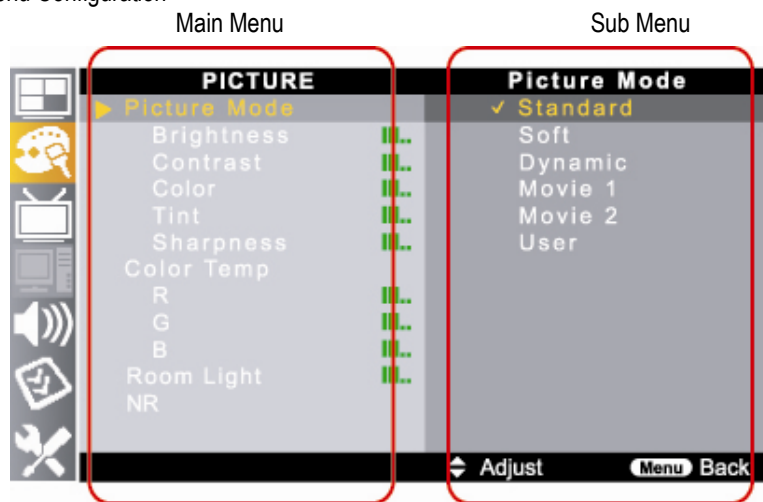 Main Menu
Sub Menu
PICTURE
Picture Mode
Brightness
Contrast
Color
Tint
Sharpness
Color Temp
R
G
B
Room Light
NR
Picture Mode
✓ Standard
Soft
Dynamic
Movie 1
Movie 2
User
Adjust
Menu Back